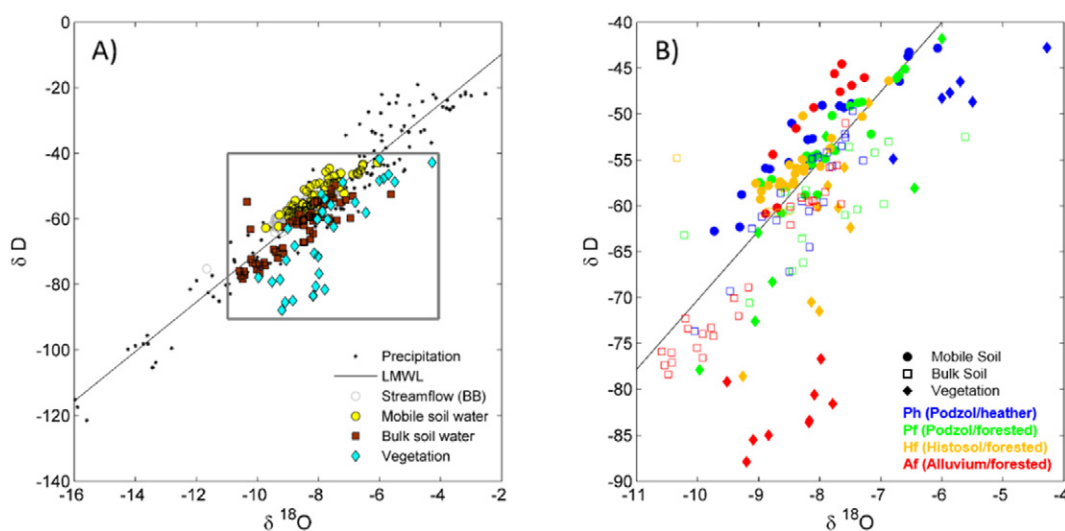 A)
0
-20
-40
-60
-80
-100
-120
-140
δ D
-16 -14 -12 -10 -8 -6 -4 -2
δ 18O
Precipitation
LMWL
Streamflow (BB)
Mobile soil water
Bulk soil water
Vegetation
B)
-40
-45
-50
-55
-60
-65
-70
-75
-80
-85
-90
δ D
-11 -10 -9 -8 -7 -6 -5 -4
δ 18O
Mobile Soil
Bulk Soil
Vegetation
Ph (Podzol/heather)
Pf (Podzol/forested)
Hf (Histosol/forested)
Af (Alluvium/forested)